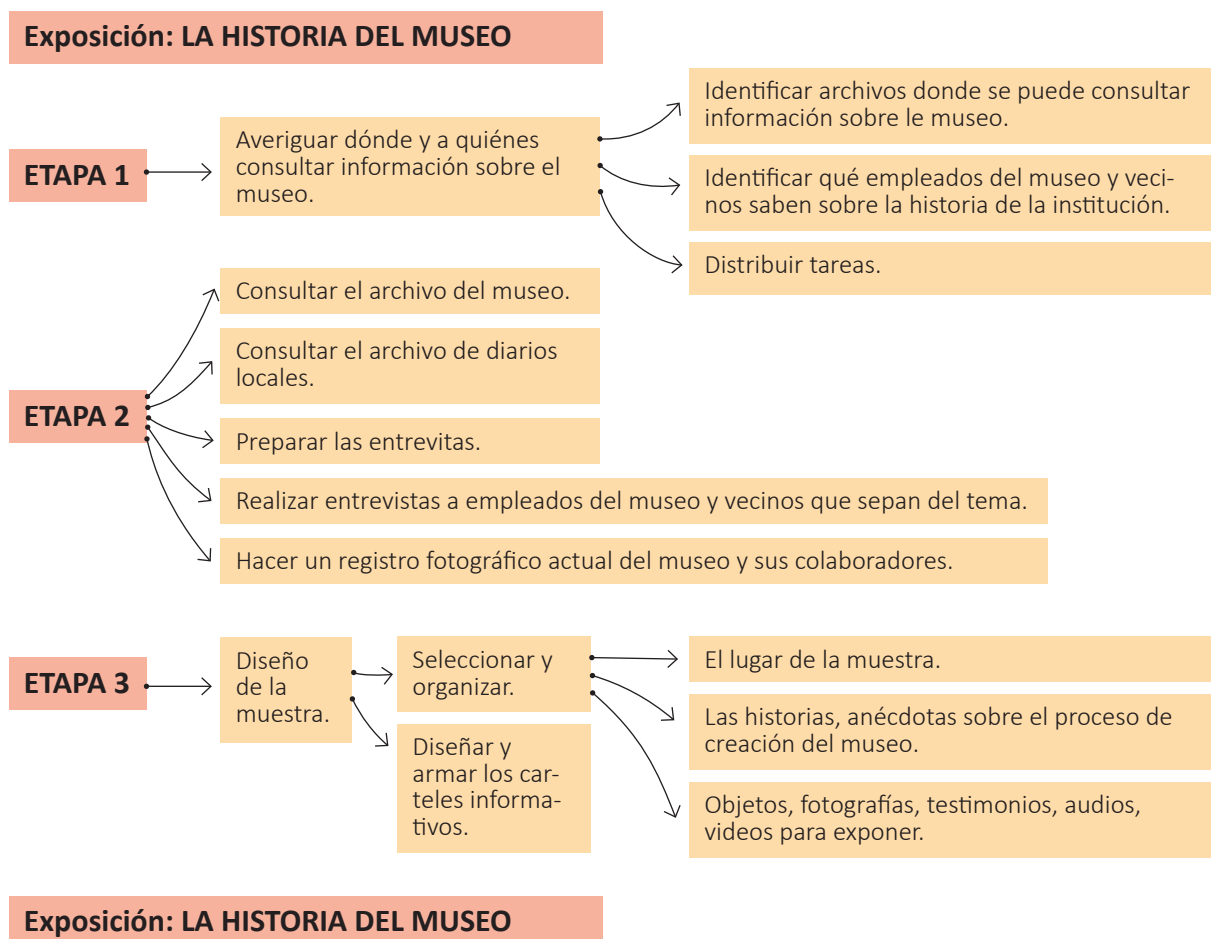 Exposición: LA HISTORIA DEL MUSEO
ETAPA 1
Averiguar dónde y a quiénes
consultar información sobre el
museo.
Identificar archivos donde se puede consultar
información sobre le museo.
Identificar qué empleados del museo y veci-
nos saben sobre la historia de la institución.
Distribuir tareas.
ETAPA 2
Consultar el archivo del museo.
Consultar el archivo de diarios
locales.
Preparar las entrevitas.
Realizar entrevistas a empleados del museo y vecinos que sepan del tema.
Hacer un registro fotográfico actual del museo y sus colaboradores.
ETAPA 3
Diseño
de la
muestra.
Seleccionar y
organizar.
Diseñar y
armar los car-
teles informa-
tivos.
El lugar de la muestra.
Las historias, anécdotas sobre el proceso de
creación del museo.
Objetos, fotografías, testimonios, audios,
videos para exponer.
Exposición: LA HISTORIA DEL MUSEO